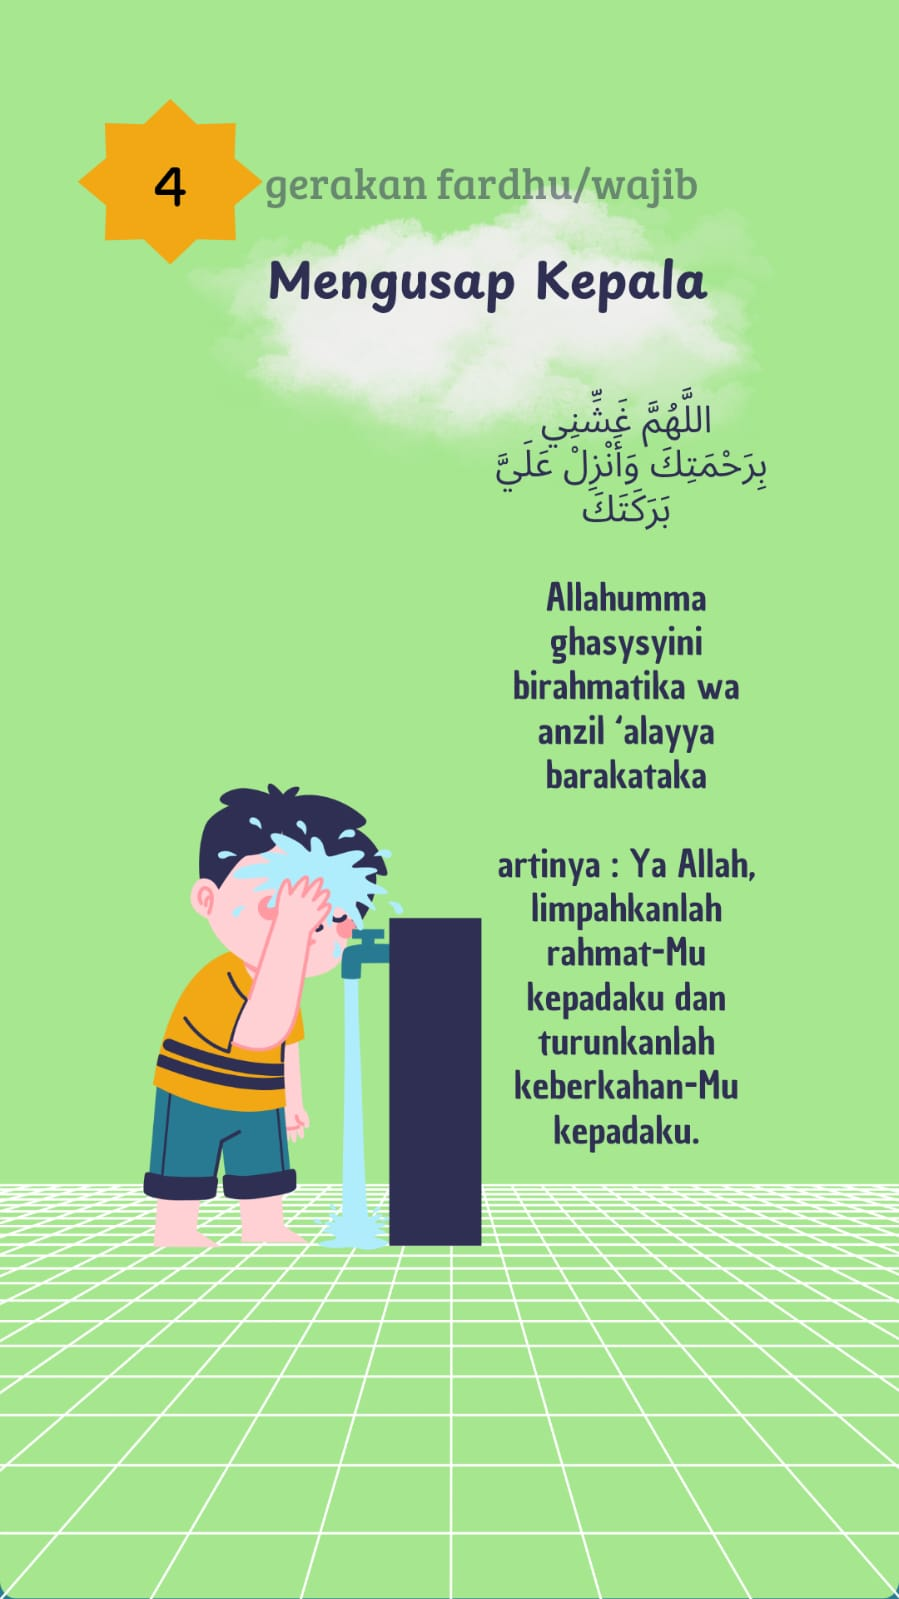 4
gerakan fardhu/wajib
Mengusap Kepala
اللَّهُمَّ غَشِّنِي
بِرَحْمَتِكَ وَأَنْزِلْ عَلَيَّ
بَرَكَتَكَ
Allahumma
ghasysyini
birahmatika wa
anzil ‘alayya
barakataka
artinya : Ya Allah,
limpahkanlah
rahmat-Mu
kepadaku dan
turunkanlah
keberkahan-Mu
kepadaku.